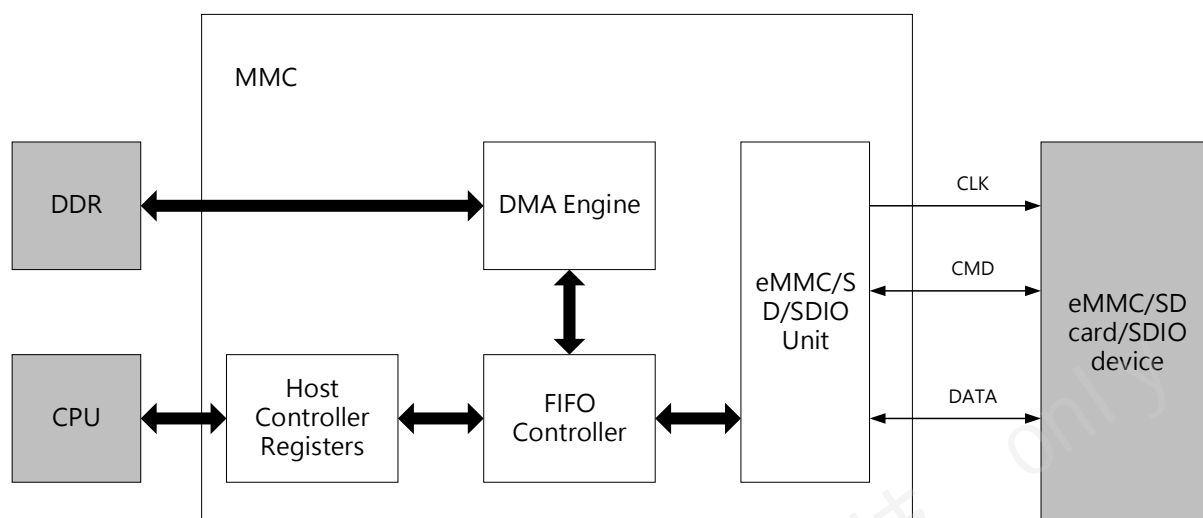 MMC
DDR
DMA Engine
CLK
CMD
eMMC/S
D/SDIO
Unit
eMMC/SD
card/SDIO
device
CPU
Host
Controller
Registers
FIFO
Controller
DATA
only